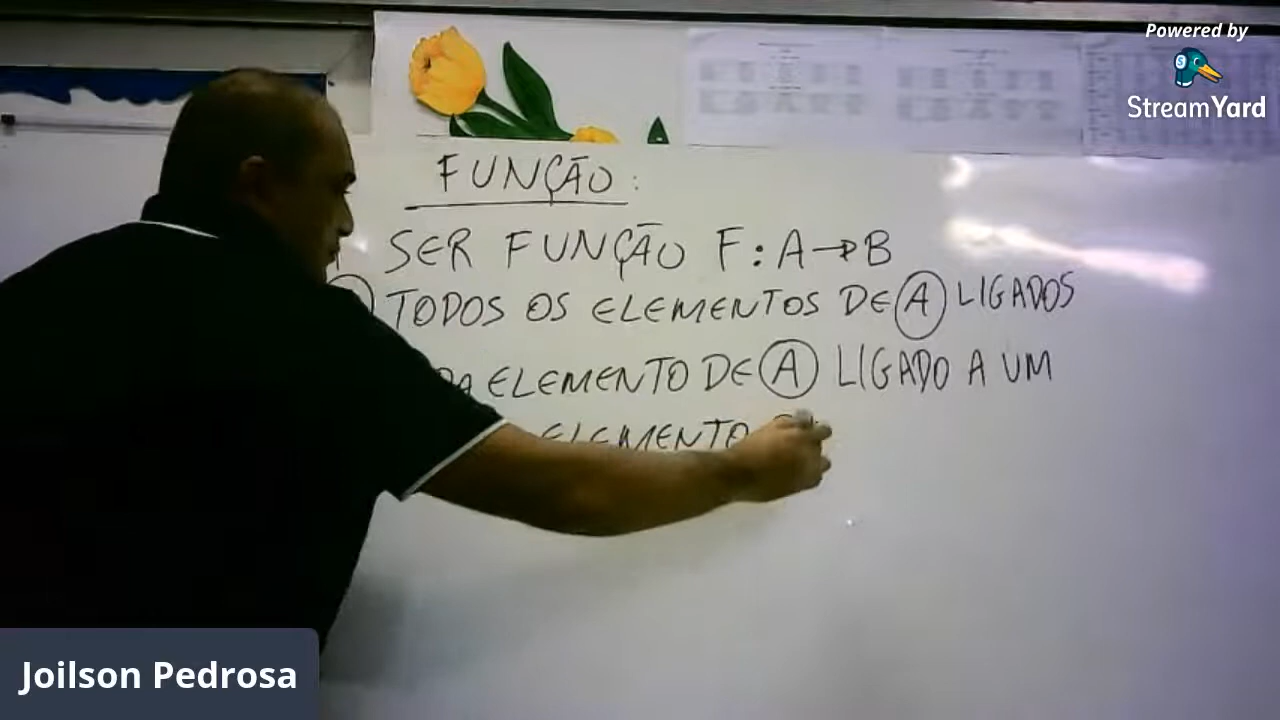 Powered by
StreamYard
FUNÇÃO:
SER FUNÇÃO F: A→B
TODOS OS ELEMENTOS DE A LIGADOS
ELEMENTO DE A LIGADO A UM
ELEMENTO
Joilson Pedrosa